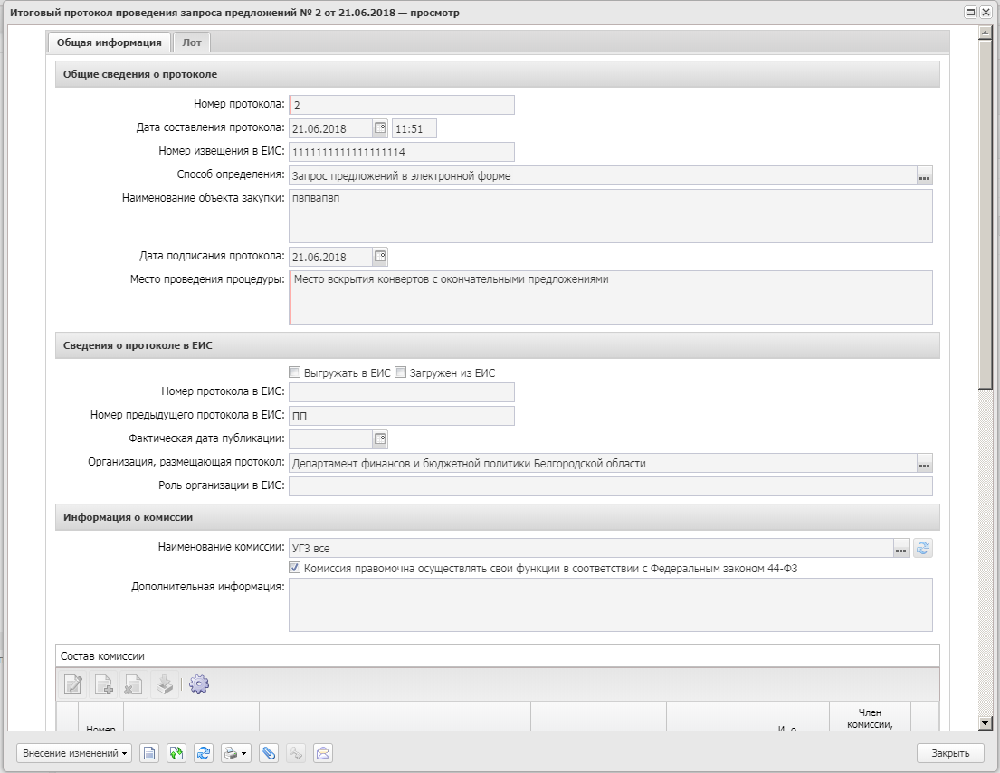 Итоговый протокол проведения запроса предложений № 2 от 21.06.2018 — просмотр
Общая информация Лот
Общие сведения о протоколе
Номер протокола: 2
Дата составления протокола: 21.06.2018 11:51
Номер извещения в ЕИС: 1111111111111111114
Способ определения: Запрос предложений в электронной форме
Наименование объекта закупки: пвпвапвп
Дата подписания протокола: 21.06.2018
Место проведения процедуры: Место вскрытия конвертов с окончательными предложениями
Сведения о протоколе в ЕИС
Выгружать в ЕИС Загружен из ЕИС
Номер протокола в ЕИС:
Номер предыдущего протокола в ЕИС: ПП
Фактическая дата публикации:
Организация, размещающая протокол: Департамент финансов и бюджетной политики Белгородской области
Роль организации в ЕИС:
Информация о комиссии
Наименование комиссии: УГЗ все
Комиссия правомочна осуществлять свои функции в соответствии с Федеральным законом 44-ФЗ
Дополнительная информация:
Состав комиссии
Член
Номер И. о. комиссии,
Внесение изменений Закрыть